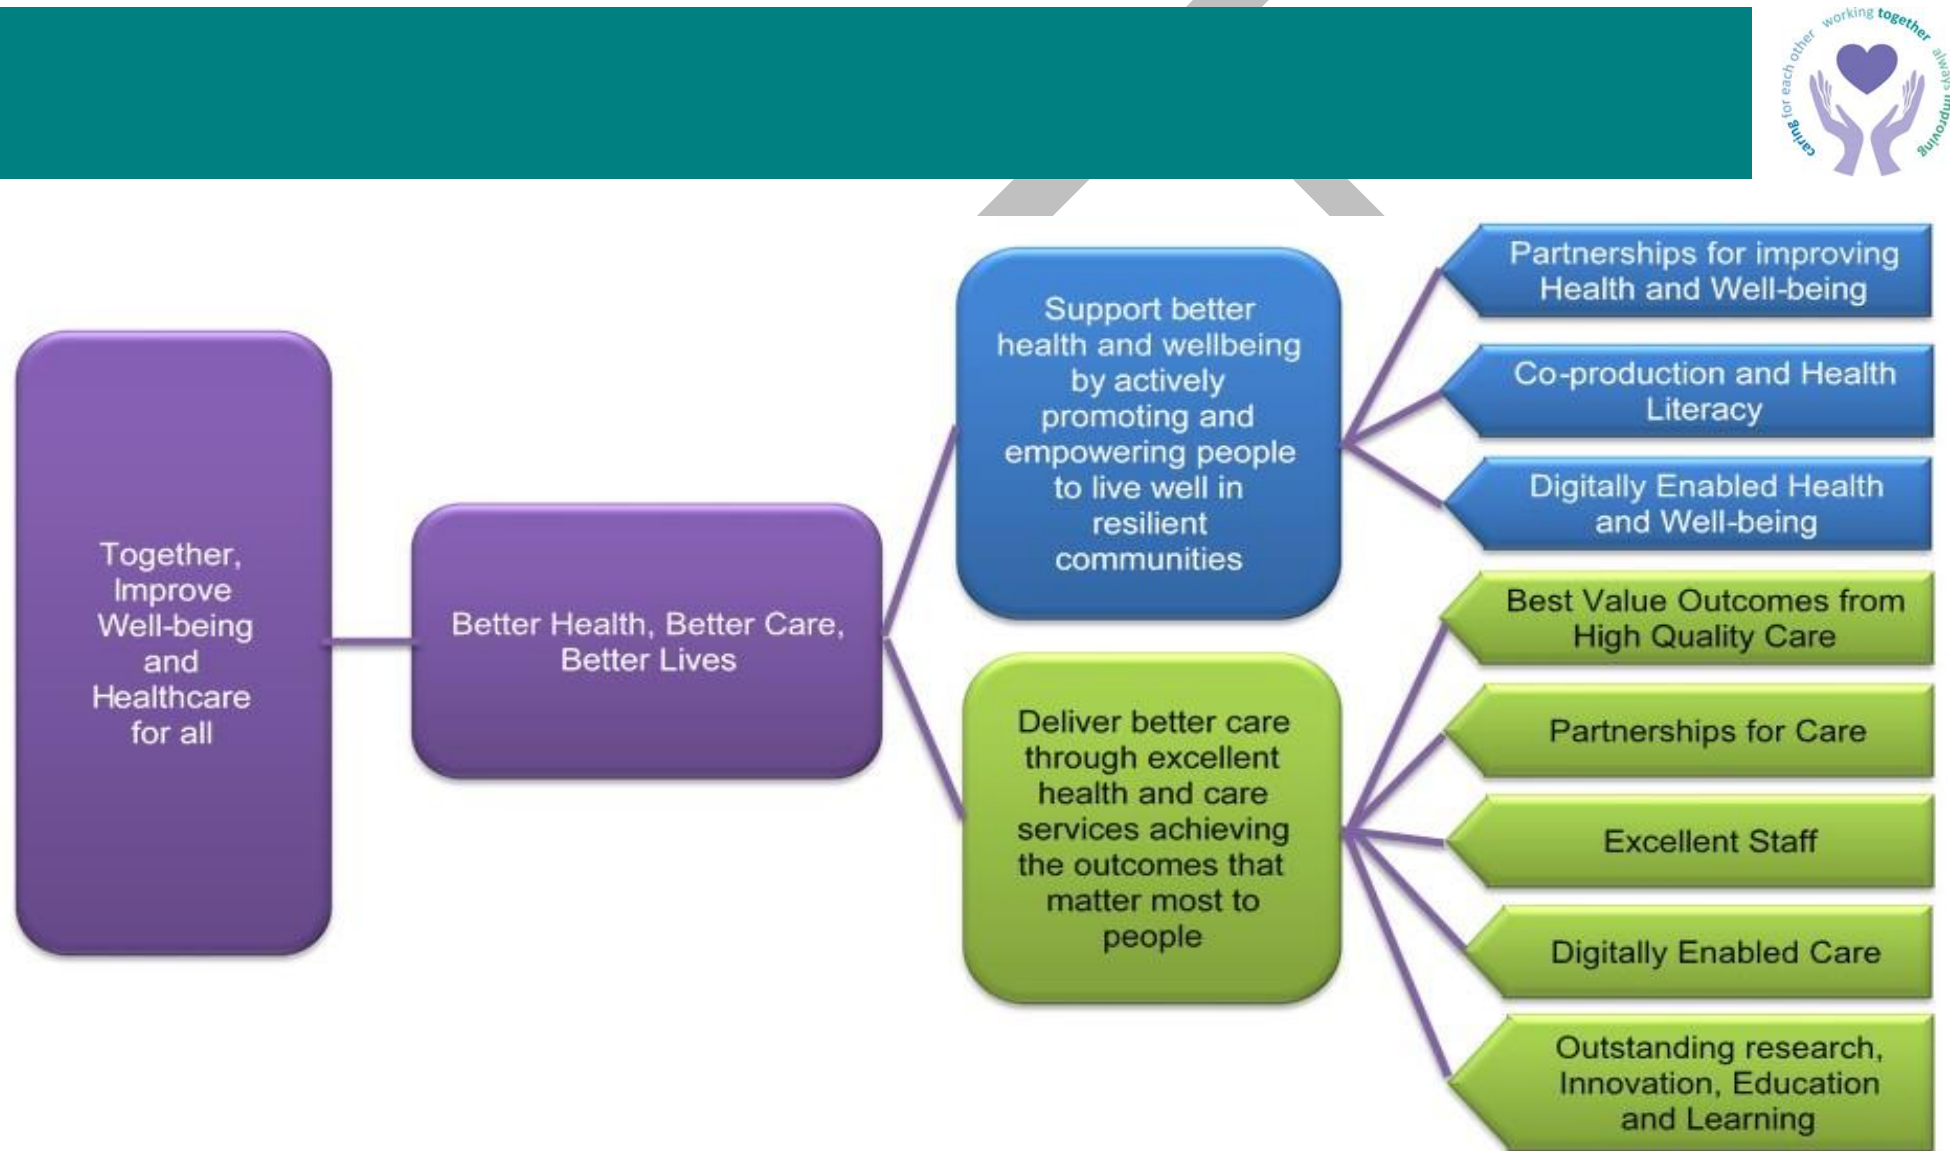 caring for each other working together always improving
Together,
Improve
Well-being
and
Healthcare
for all
Better Health, Better Care,
Better Lives
Support better
health and wellbeing
by actively
promoting and
empowering people
to live well in
resilient
communities
Partnerships for improving
Health and Well-being
Co-production and Health
Literacy
Digitally Enabled Health
and Well-being
Deliver better care
through excellent
health and care
services achieving
the outcomes that
matter most to
people
Best Value Outcomes from
High Quality Care
Partnerships for Care
Excellent Staff
Digitally Enabled Care
Outstanding research,
Innovation, Education
and Learning